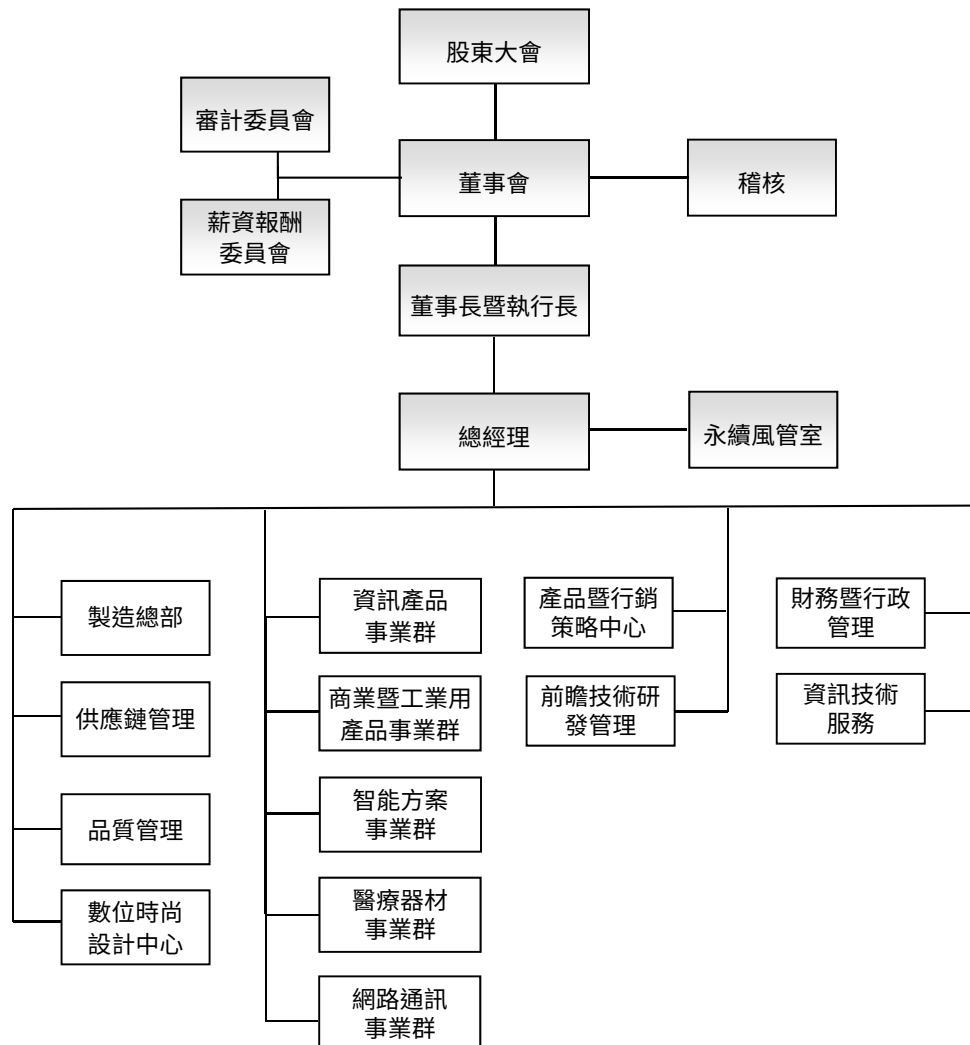 股東大會
審計委員會
董事會
稽核
薪資報酬
委員會
董事長暨執行長
總經理
永續風管室
製造總部
供應鏈管理
品質管理
數位時尚
設計中心
資訊產品
事業群
商業暨工業用
產品事業群
智能方案
事業群
醫療器材
事業群
網路通訊
事業群
產品暨行銷
策略中心
前瞻技術研
發管理
財務暨行政
管理
資訊技術
服務